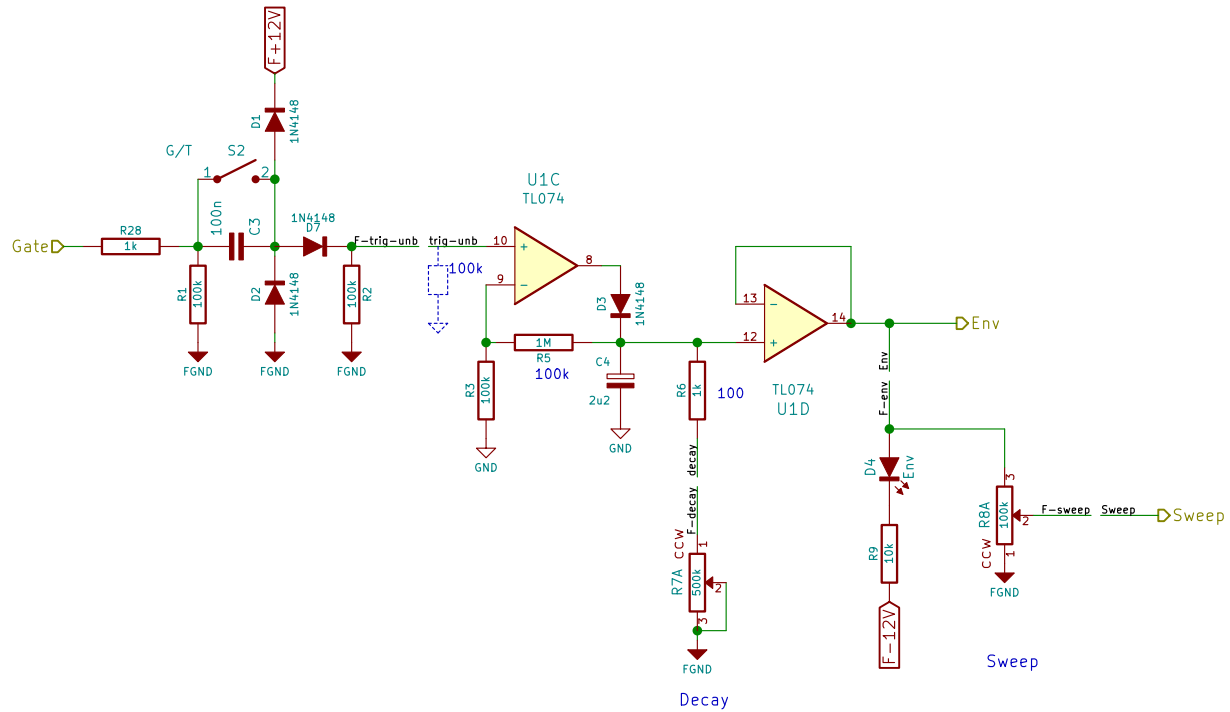 F+12V
D1
1N4148
G/T
S2
1
2
100n
C3
1N4148
D7
Gate
R28
1k
R1
100k
D2
1N4148
100k
R2
FGND
FGND
FGND
F-trig-unb
trig-unb
100k
U1C
TL074
10
+
9
-
8
D3
1N4148
1M
R5
100k
R3
100k
GND
C4
2u2
GND
R6
1k
100
decay
F-decay
CCW
1
R7A
500k
2
3
FGND
Decay
13
-
12
+
14
TL074
U1D
Env
Env
F-env
D4
Env
R9
10k
F-12V
3
R8A
100k
2
CCW
1
FGND
F-sweep
Sweep
Sweep
Sweep